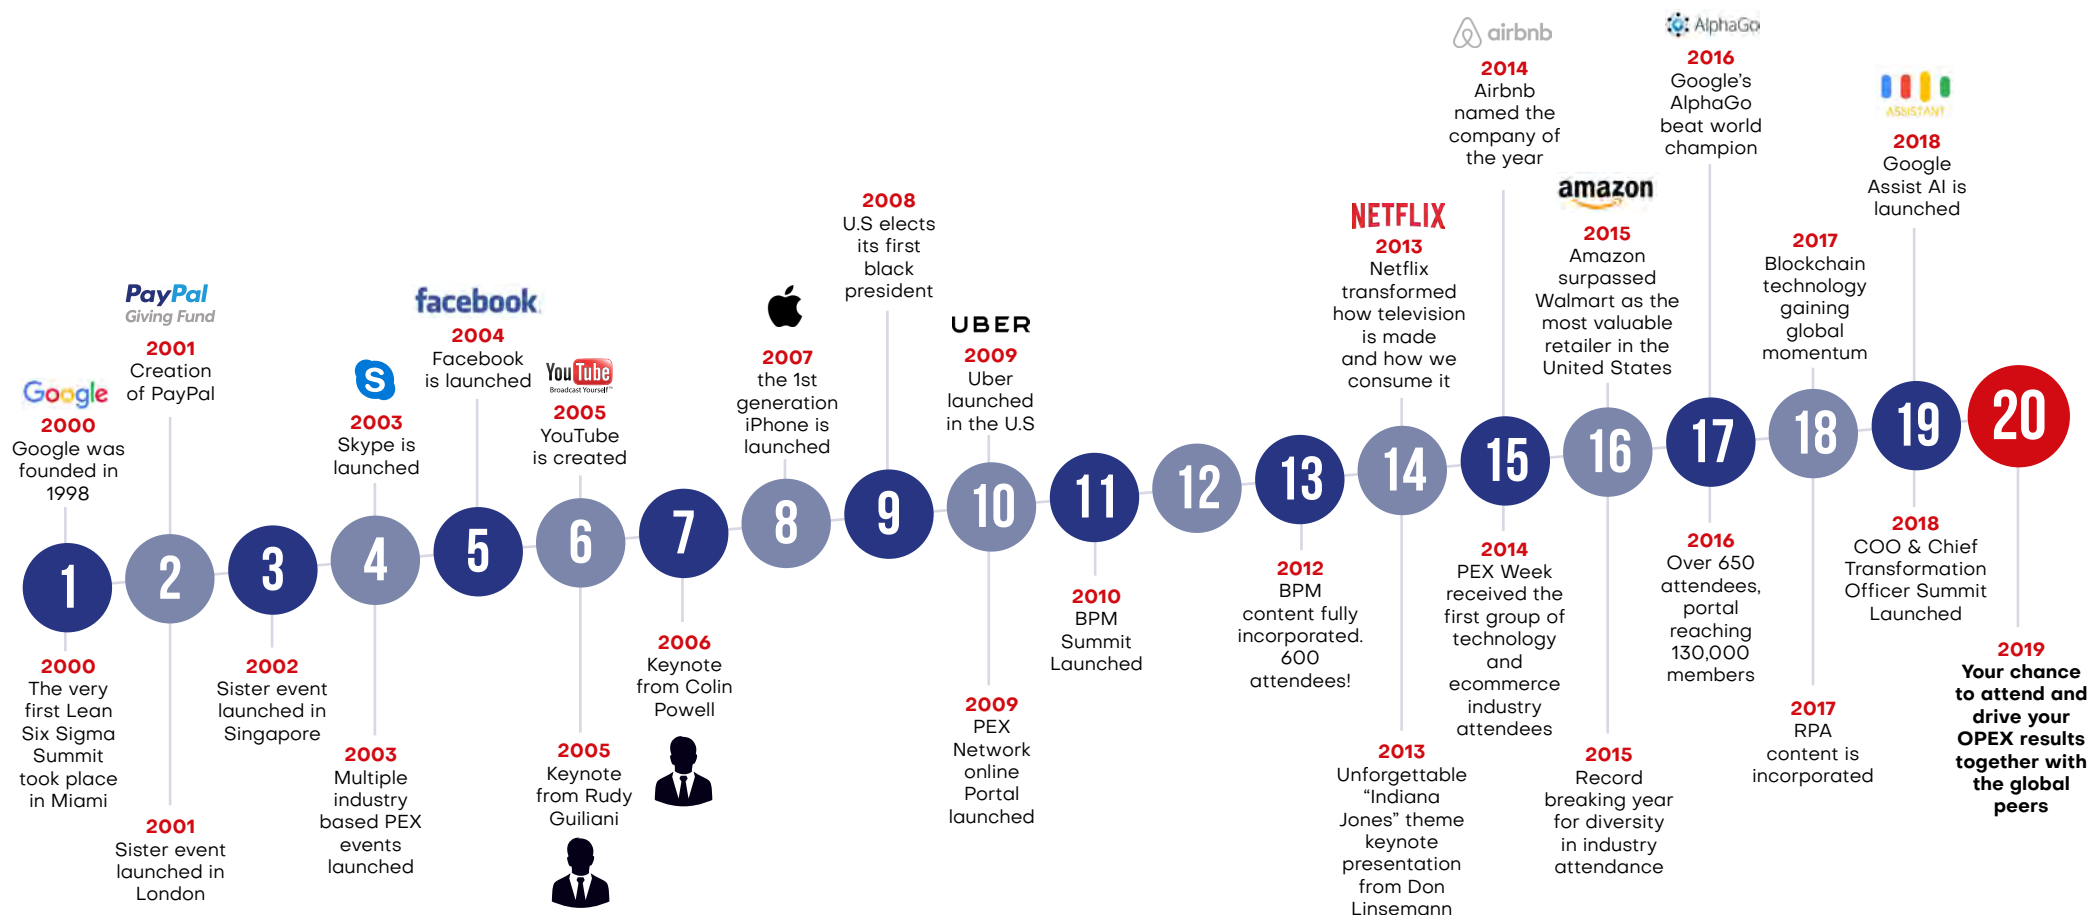 Google
2000
Google was
founded in
1998
PayPal
Giving Fund
2001
Creation
of PayPal
S
2003
Skype is
launched
facebook
2004
Facebook
is launched
YouTube
Broadcast Yourself™
2005
YouTube
is created
2007
the 1st
generation
iPhone is
launched
2008
U.S elects
its first
black
president
UBER
2009
Uber
launched
in the U.S
NETFLIX
2013
Netflix
transformed
how television
is made
and how we
consume it
airbnb
2014
Airbnb
named the
company of
the year
amazon
2015
Amazon
surpassed
Walmart as the
most valuable
retailer in the
United States
AlphaGo
2016
Google's
AlphaGo
beat world
champion
2017
Blockchain
technology
gaining
global
momentum
ASSISTANT
2018
Google
Assist AI is
launched
1
2
3
4
5
6
7
8
9
10
11
12
13
14
15
16
17
18
19
20
2000
The very
first Lean
Six Sigma
Summit
took place
in Miami
2001
Sister event
launched in
London
2002
Sister event
launched in
Singapore
2003
Multiple
industry
based PEX
events
launched
2005
Keynote
from Rudy
Guiliani
2006
Keynote
from Colin
Powell
2009
PEX
Network
online
Portal
launched
2010
BPM
Summit
Launched
2012
BPM
content fully
incorporated.
600
attendees!
2013
Unforgettable
“Indiana
Jones” theme
keynote
presentation
from Don
Linsemann
2014
PEX Week
received the
first group of
technology
and
ecommerce
industry
attendees
2015
Record
breaking year
for diversity
in industry
attendance
2016
Over 650
attendees,
portal
reaching
130,000
members
2017
RPA
content is
incorporated
2018
COO & Chief
Transformation
Officer Summit
Launched
2019
Your chance
to attend and
drive your
OPEX results
together with
the global
peers